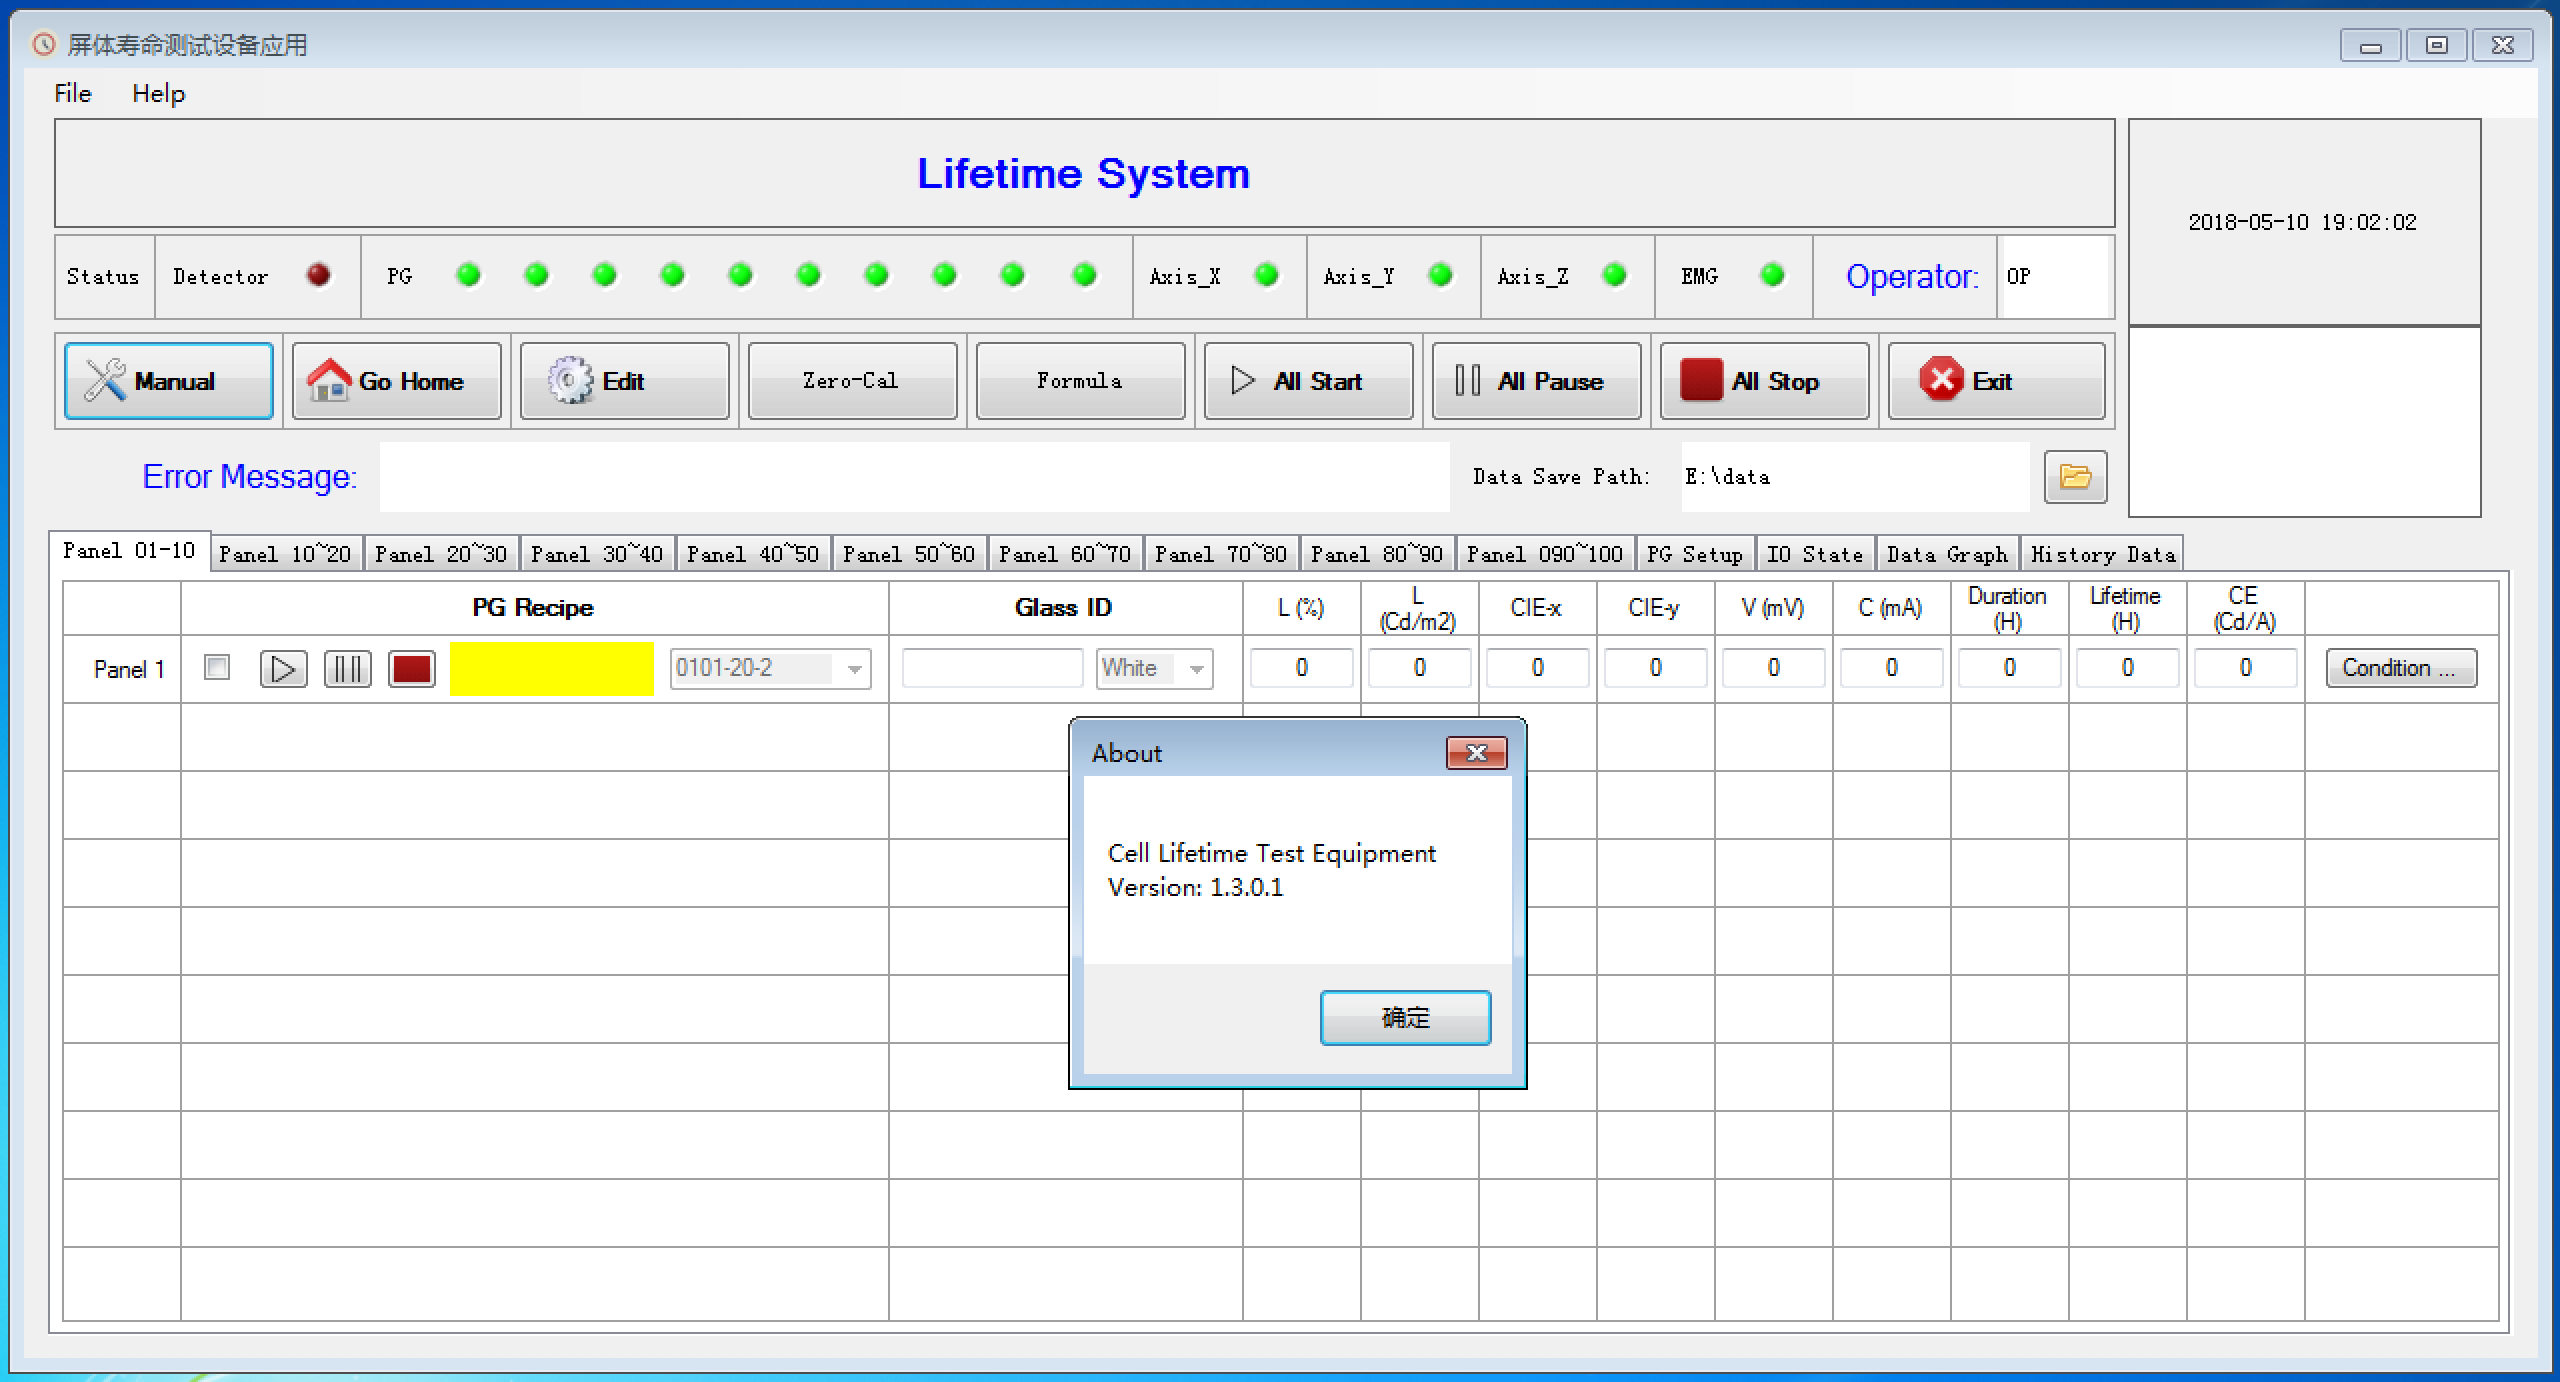 屏体寿命测试设备应用
File Help
Lifetime System
2018-05-10 19:02:02
Status Detector PG Axis_X Axis_Y Axis_Z EMG Operator: OP
Manual Go Home Edit Zero-Cal Formula All Start All Pause All Stop Exit
Error Message: Data Save Path: E:\data
Panel 01-10 Panel 10~20 Panel 20~30 Panel 30~40 Panel 40~50 Panel 50~60 Panel 60~70 Panel 70~80 Panel 80~90 Panel 090~100 PG Setup IO State Data Graph History Data
PG Recipe Glass ID L (%) L (Cd/m2) CIE-x CIE-y V (mV) C (mA) Duration (H) Lifetime (H) CE (Cd/A)
Panel 1 0101-20-2 White 0 0 0 0 0 0 0 0 0 Condition ...
About
Cell Lifetime Test Equipment
Version: 1.3.0.1
确定